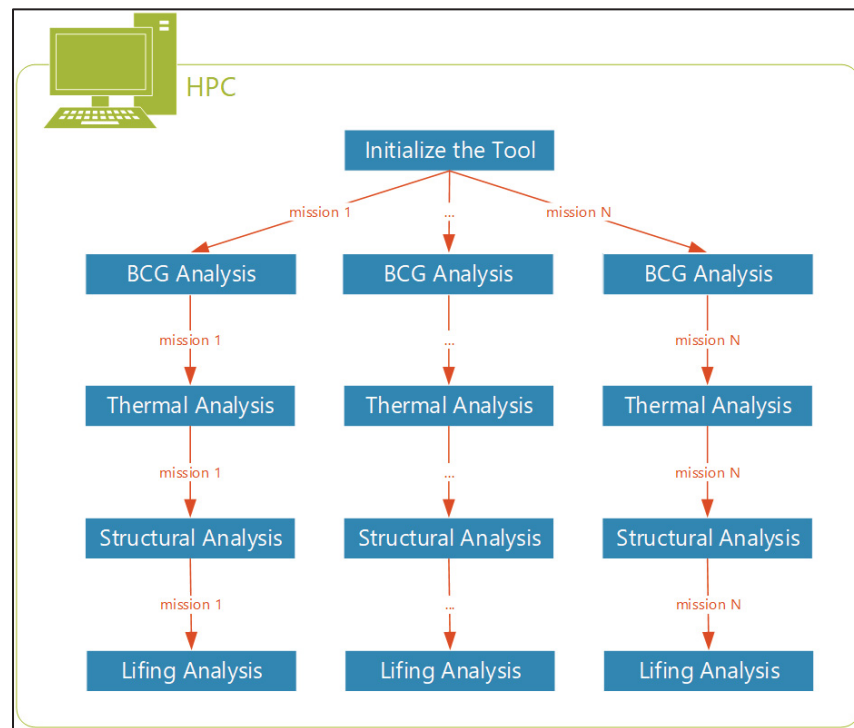 HPC
Initialize the Tool
mission 1 ... mission N
BCG Analysis BCG Analysis BCG Analysis
mission 1 ... mission N
Thermal Analysis Thermal Analysis Thermal Analysis
mission 1 ... mission N
Structural Analysis Structural Analysis Structural Analysis
mission 1 ... mission N
Lifing Analysis Lifing Analysis Lifing Analysis